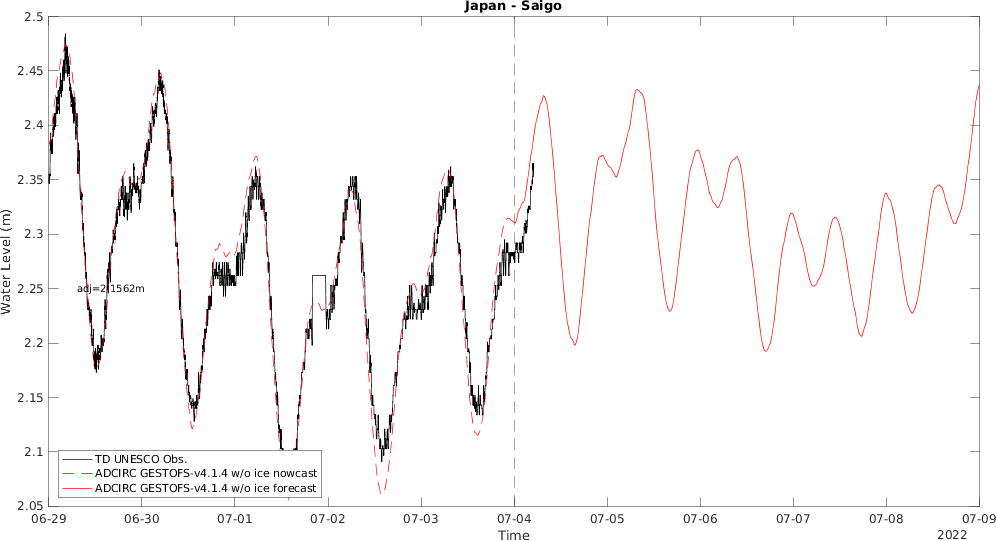 Japan - Saigo
Water Level (m)
2.5
2.45
2.4
2.35
2.3
2.25
2.2
2.15
2.1
2.05
adj=2.1562m
TD UNESCO Obs.
ADCIRC GESTOFS-v4.1.4 w/o ice nowcast
ADCIRC GESTOFS-v4.1.4 w/o ice forecast
06-29 06-30 07-01 07-02 07-03 07-04 07-05 07-06 07-07 07-08 07-09
Time
2022